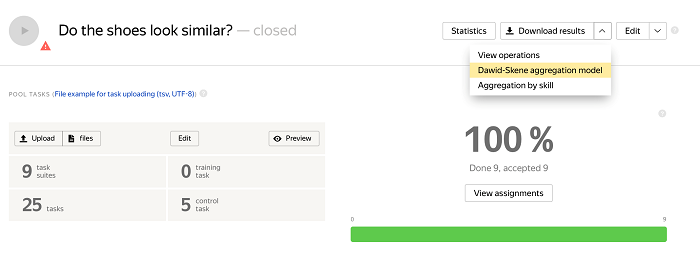 Do the shoes look similar? — closed
Statistics
Download results
Edit
?
View operations
Dawid-Skene aggregation model
Aggregation by skill
POOL TASKS (File example for task uploading (tsv, UTF-8): ?
?
Upload
files
Edit
Preview
100 %
9 task suites
0 training task
Done 9, accepted 9
View assignments
25 tasks
5 control task
0
9